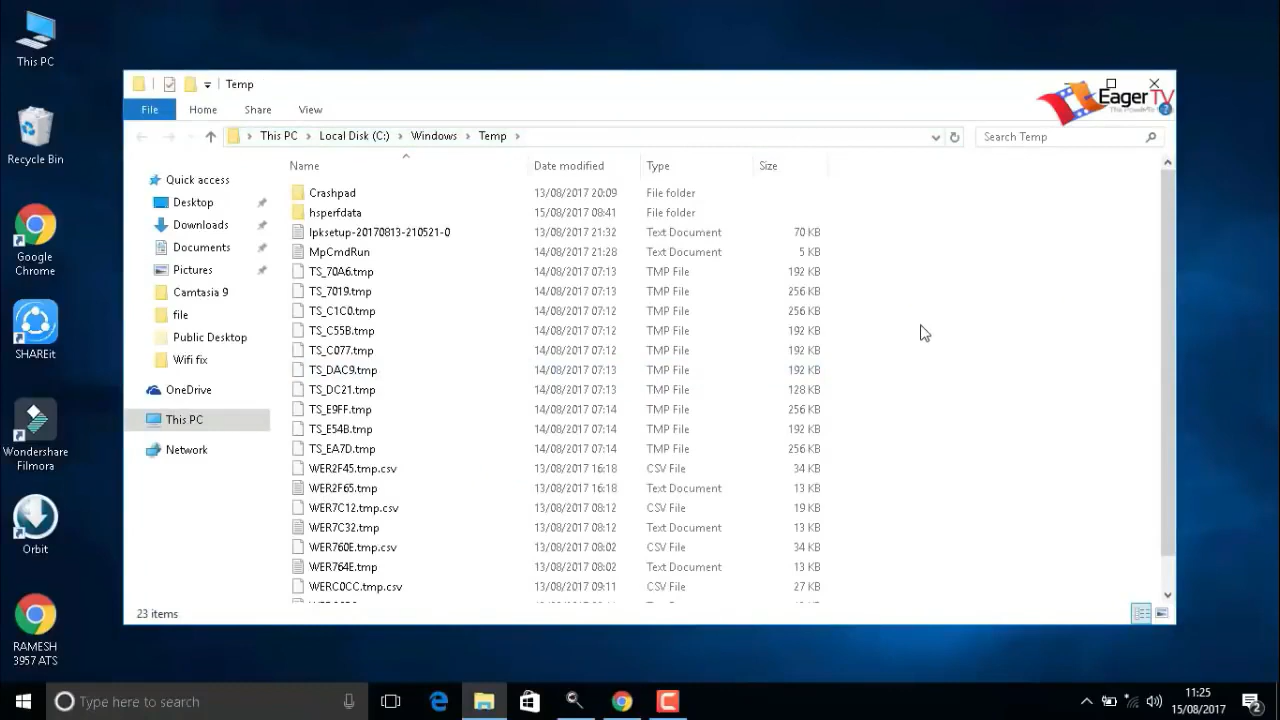 This PC
Recycle Bin
Google
Chrome
SHAREit
Wondershare
Filmora
Orbit
RAMESH
3957 ATS
Temp
EagerTV
File Home Share View
This PC Local Disk (C:) Windows Temp
Search Temp
Quick access
Desktop
Downloads
Documents
Pictures
Camtasia 9
file
Public Desktop
Wifi fix
OneDrive
This PC
Network
Name Date modified Type Size
Crashpad 13/08/2017 20:09 File folder
hsperfdata 15/08/2017 08:41 File folder
lpksetup-20170813-210521-0 13/08/2017 21:32 Text Document 70 KB
MpCmdRun 14/08/2017 21:28 Text Document 5 KB
TS_70A6.tmp 14/08/2017 07:13 TMP File 192 KB
TS_7019.tmp 14/08/2017 07:13 TMP File 256 KB
TS_C1C0.tmp 14/08/2017 07:12 TMP File 256 KB
TS_C55B.tmp 14/08/2017 07:12 TMP File 192 KB
TS_C077.tmp 14/08/2017 07:12 TMP File 192 KB
TS_DAC9.tmp 14/08/2017 07:13 TMP File 192 KB
TS_DC21.tmp 14/08/2017 07:13 TMP File 128 KB
TS_E9FF.tmp 14/08/2017 07:14 TMP File 256 KB
TS_E54B.tmp 14/08/2017 07:14 TMP File 192 KB
TS_EA7D.tmp 14/08/2017 07:14 TMP File 256 KB
WER2F45.tmp.csv 13/08/2017 16:18 CSV File 34 KB
WER2F65.tmp 13/08/2017 16:18 Text Document 13 KB
WER7C12.tmp.csv 13/08/2017 08:12 CSV File 19 KB
WER7C32.tmp 13/08/2017 08:12 Text Document 13 KB
WER760E.tmp.csv 13/08/2017 08:02 CSV File 34 KB
WER764E.tmp 13/08/2017 08:02 Text Document 13 KB
WERC0CC.tmp.csv 13/08/2017 09:11 CSV File 27 KB
23 items
Type here to search
11:25
15/08/2017
2